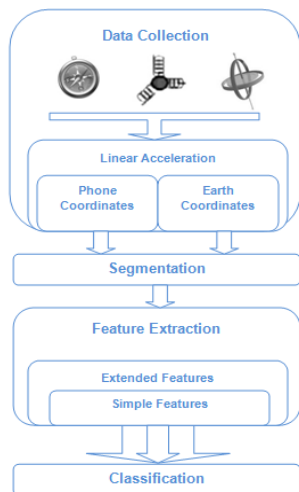 Data Collection
Linear Acceleration
Phone
Coordinates
Earth
Coordinates
Segmentation
Feature Extraction
Extended Features
Simple Features
Classification